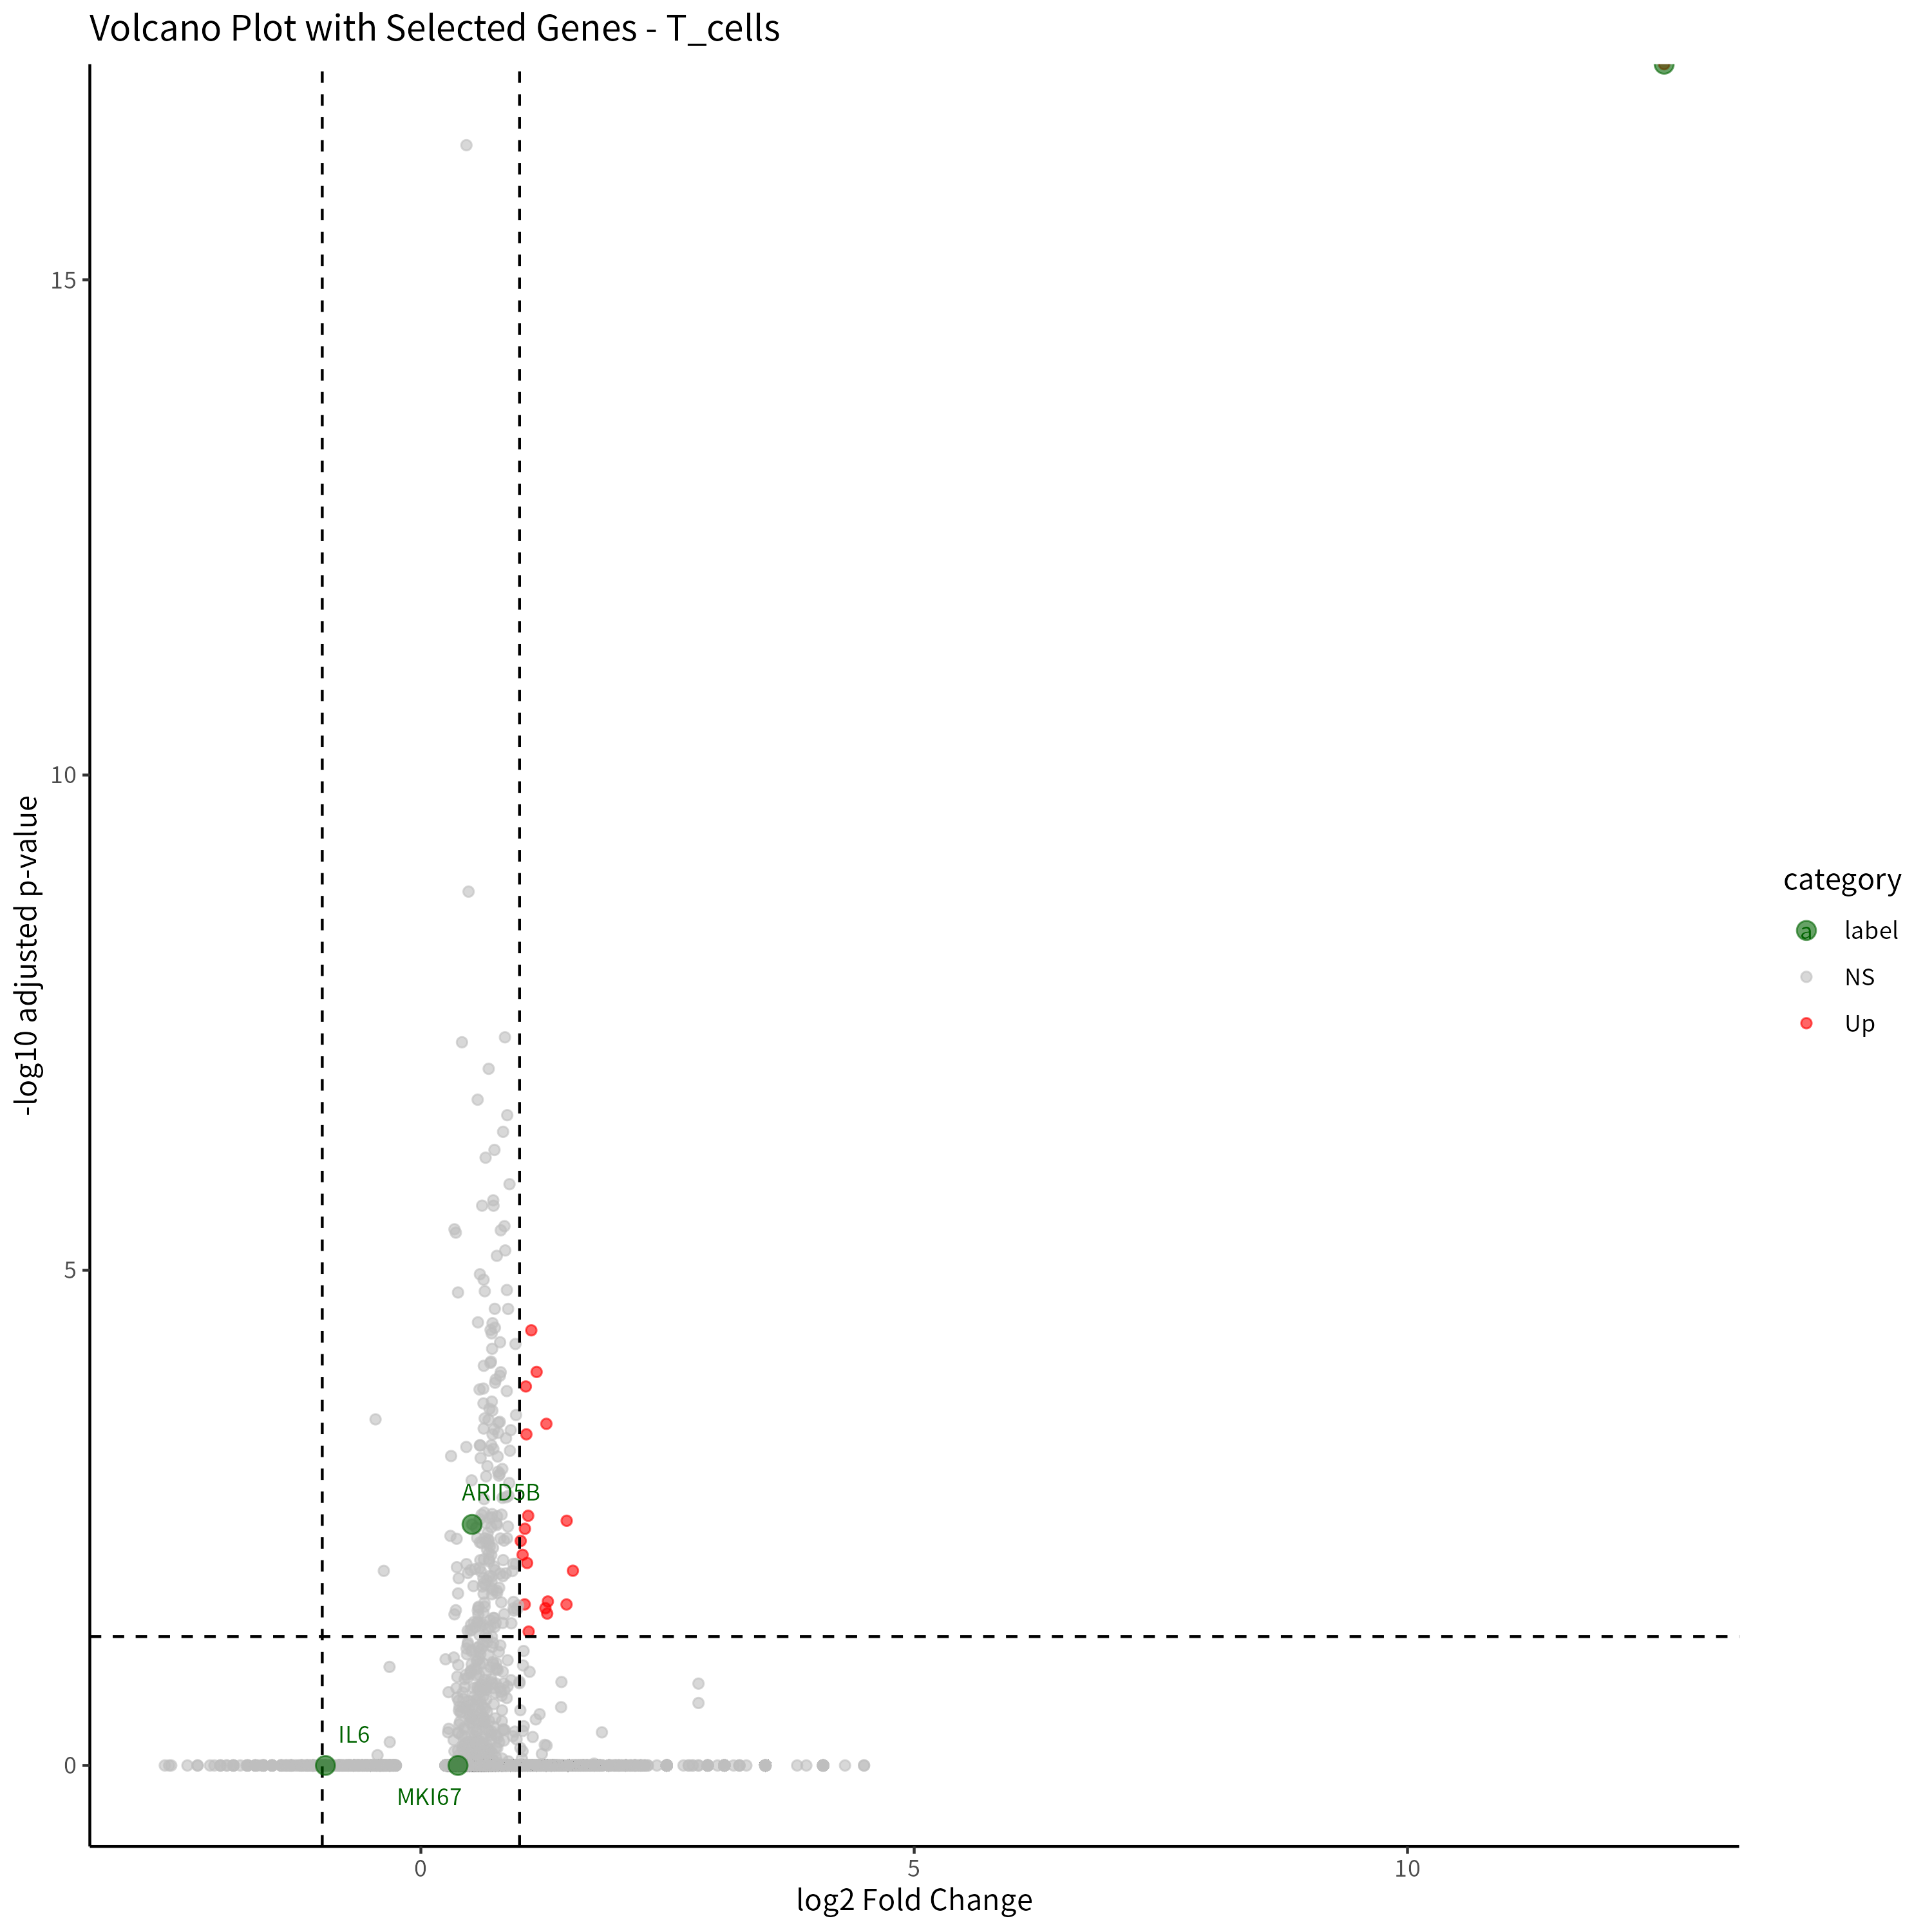 Volcano Plot with Selected Genes - T_cells
15
10
5
0
-log10 adjusted p-value
ARID5B
IL6
MKI67
0
5
10
log2 Fold Change
category
a label
NS
Up